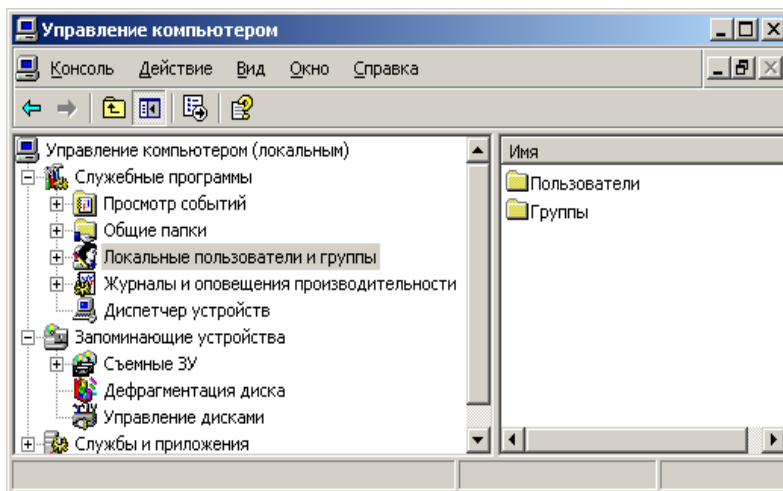 Управление компьютером
Консоль Действие Вид Окно Справка
Управление компьютером (локальным)
Служебные программы
Просмотр событий
Общие папки
Локальные пользователи и группы
Журналы и оповещения производительности
Диспетчер устройств
Запоминающие устройства
Съемные ЗУ
Дефрагментация диска
Управление дисками
Службы и приложения
Имя
Пользователи
Группы